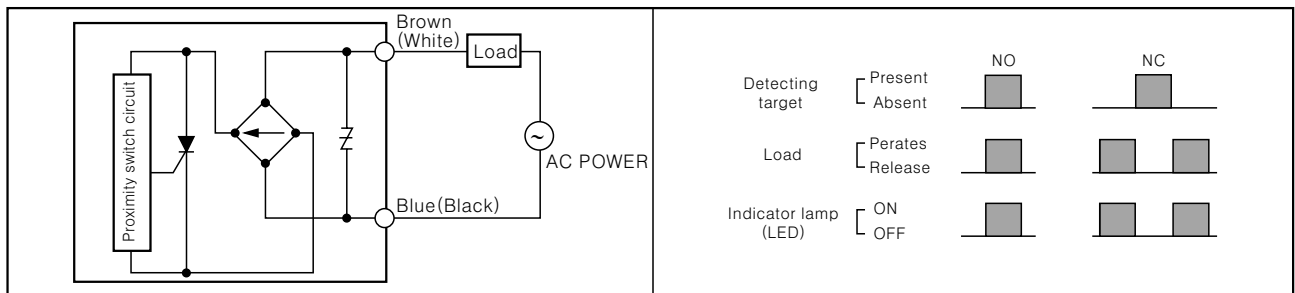 Brown
(White)
Load
Proximity switch circuit
~
AC POWER
Blue(Black)
NO NC
Detecting
target
Present
Absent
Load
Perates
Release
Indicator lamp
(LED)
ON
OFF